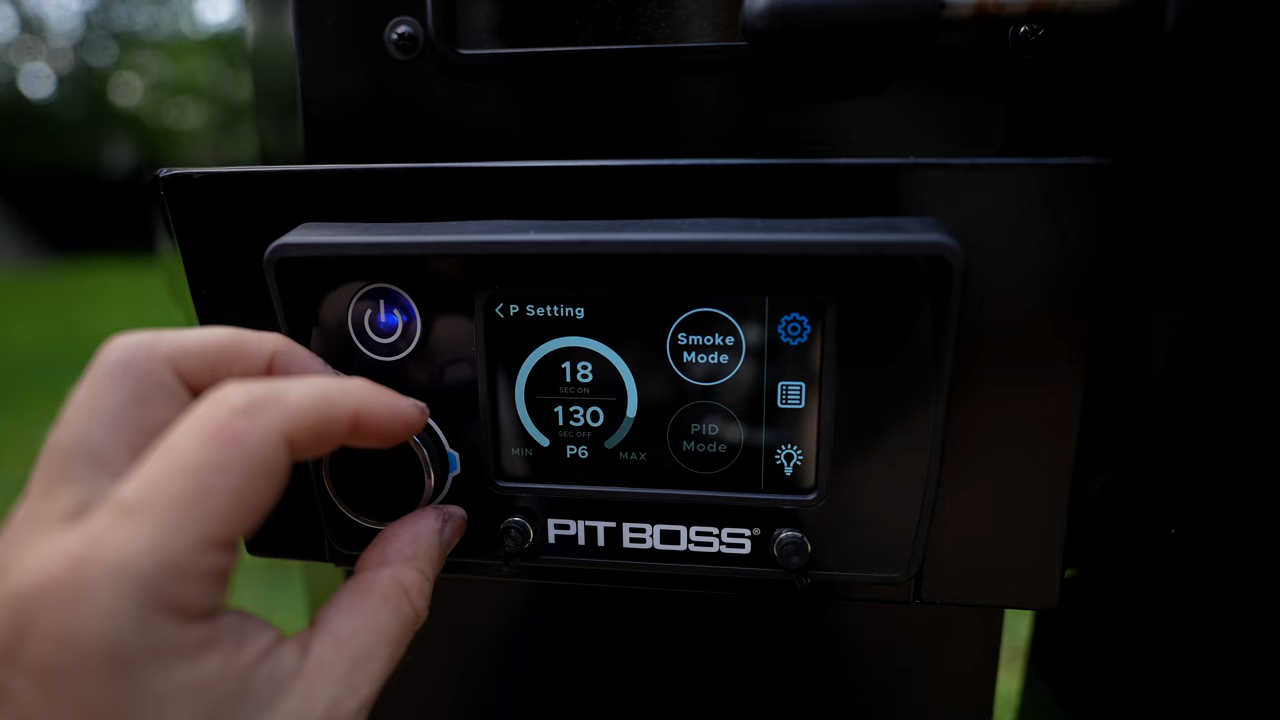 P Setting
18
SEC ON
130
SEC OFF
MIN
P6
MAX
Smoke
Mode
PID
Mode
PIT BOSS®